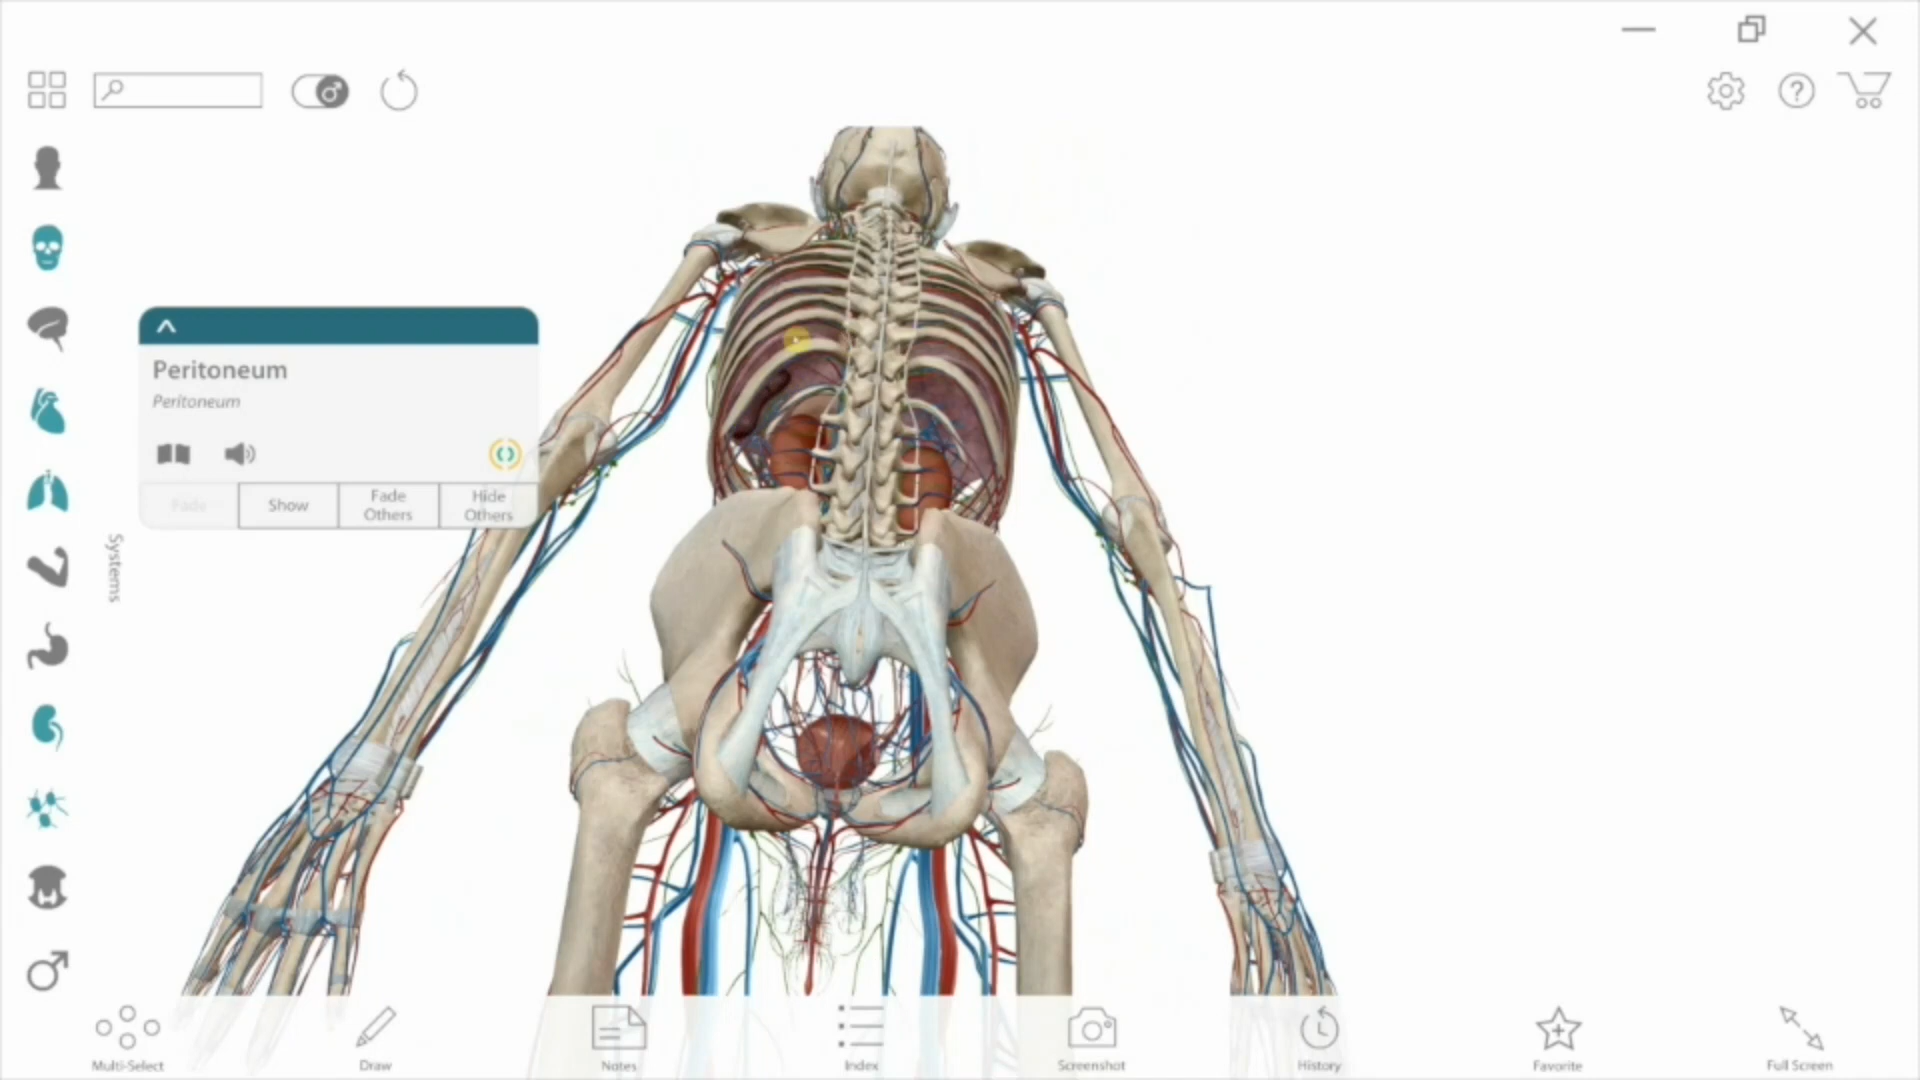 Peritoneum
Peritoneum
Fade
Show
Fade
Others
Hide
Others
Systems
Multi-Select
Draw
Notes
Index
Screenshot
History
Favorite
Full Screen